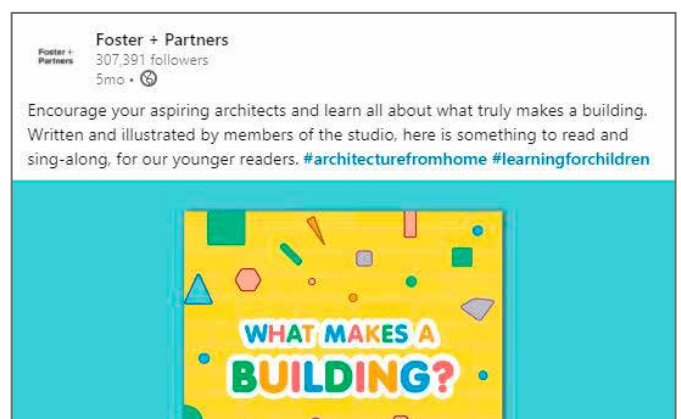 Foster +
Partners
Foster + Partners
307,391 followers
5mo •
Encourage your aspiring architects and learn all about what truly makes a building.
Written and illustrated by members of the studio, here is something to read and
sing-along, for our younger readers. #architecturefromhome #learningforchildren
WHAT MAKES A
BUILDING?